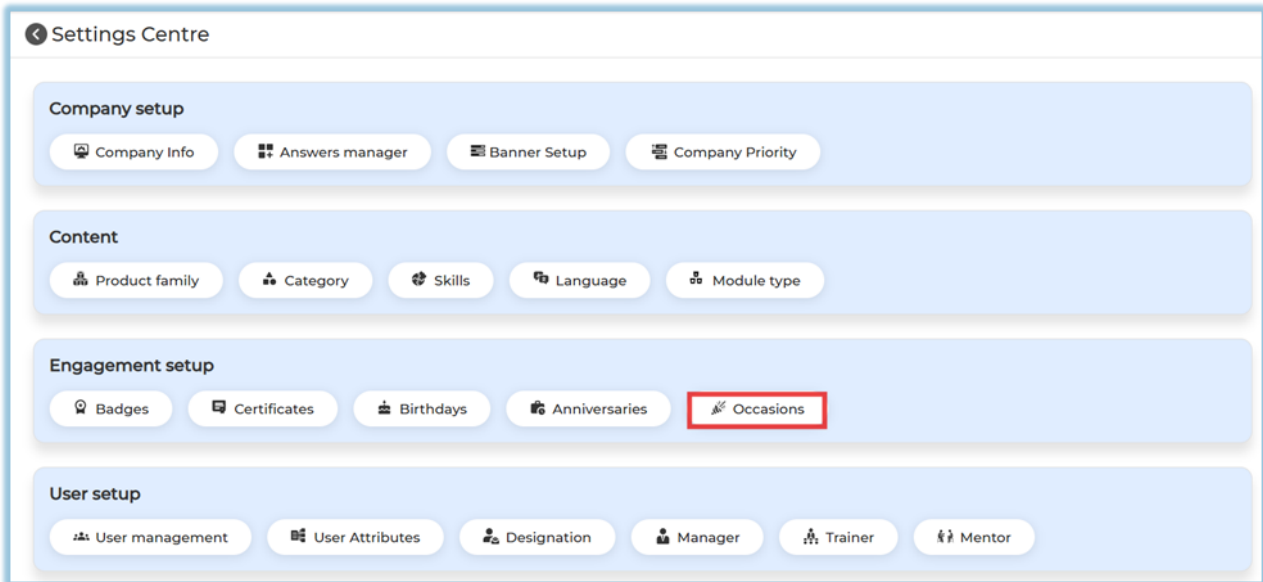 Settings Centre
Company setup
Company Info Answers manager Banner Setup Company Priority
Content
Product family Category Skills Language Module type
Engagement setup
Badges Certificates Birthdays Anniversaries Occasions
User setup
User management User Attributes Designation Manager Trainer Mentor